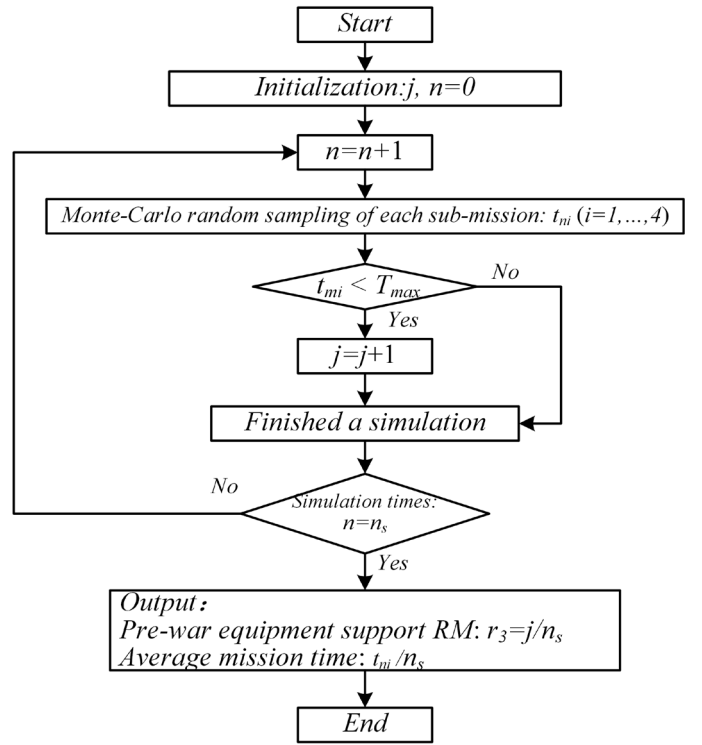 Start
Initialization:j, n=0
n=n+1
Monte-Carlo random sampling of each sub-mission: tni (i=1,...,4)
tmi < Tmax
No
Yes
j=j+1
Finished a simulation
No
Simulation times:
n=ns
Yes
Output：
Pre-war equipment support RM: r3=j/ns
Average mission time: tni /ns
End